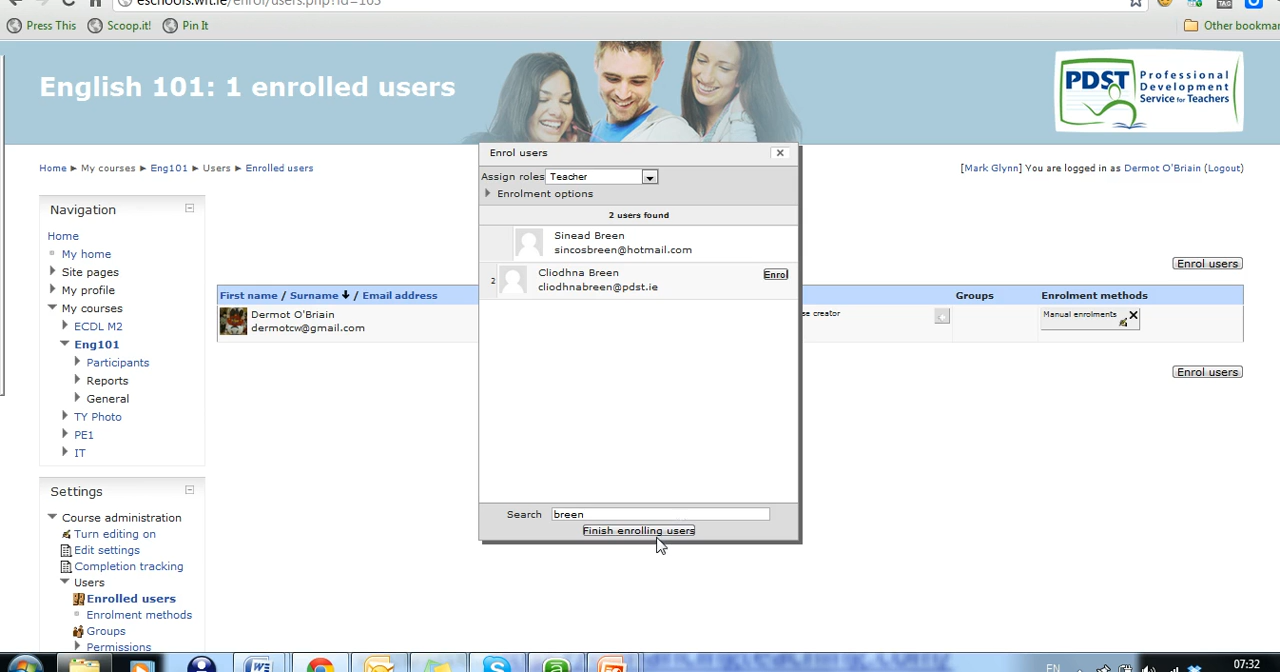 eschools.wit.ie/enrol/users.php?id=103
Press This Scoop.it! Pin It Other bookmar
English 101: 1 enrolled users
PDST Professional
Development
Service for Teachers
Home My courses Eng101 Users Enrolled users
[Mark Glynn] You are logged in as Dermot O'Briain (Logout)
Navigation
Home
My home
Site pages
My profile
My courses
ECDL M2
Eng101
Participants
Reports
General
TY Photo
PE1
IT
Settings
Course administration
Turn editing on
Edit settings
Completion tracking
Users
Enrolled users
Enrolment methods
Groups
Permissions
Enrol users
First name / Surname / Email address
Groups Enrolment methods
Dermot O'Briain
dermotcw@gmail.com
se creator
Manual enrolments
Enrol users
Enrol users
Assign roles Teacher
Enrolment options
2 users found
Sinead Breen
sincosbreen@hotmail.com
2
Cliodhna Breen
cliodhnabreen@pdst.ie
Enrol
Search breen
Finish enrolling users
EN
07:32